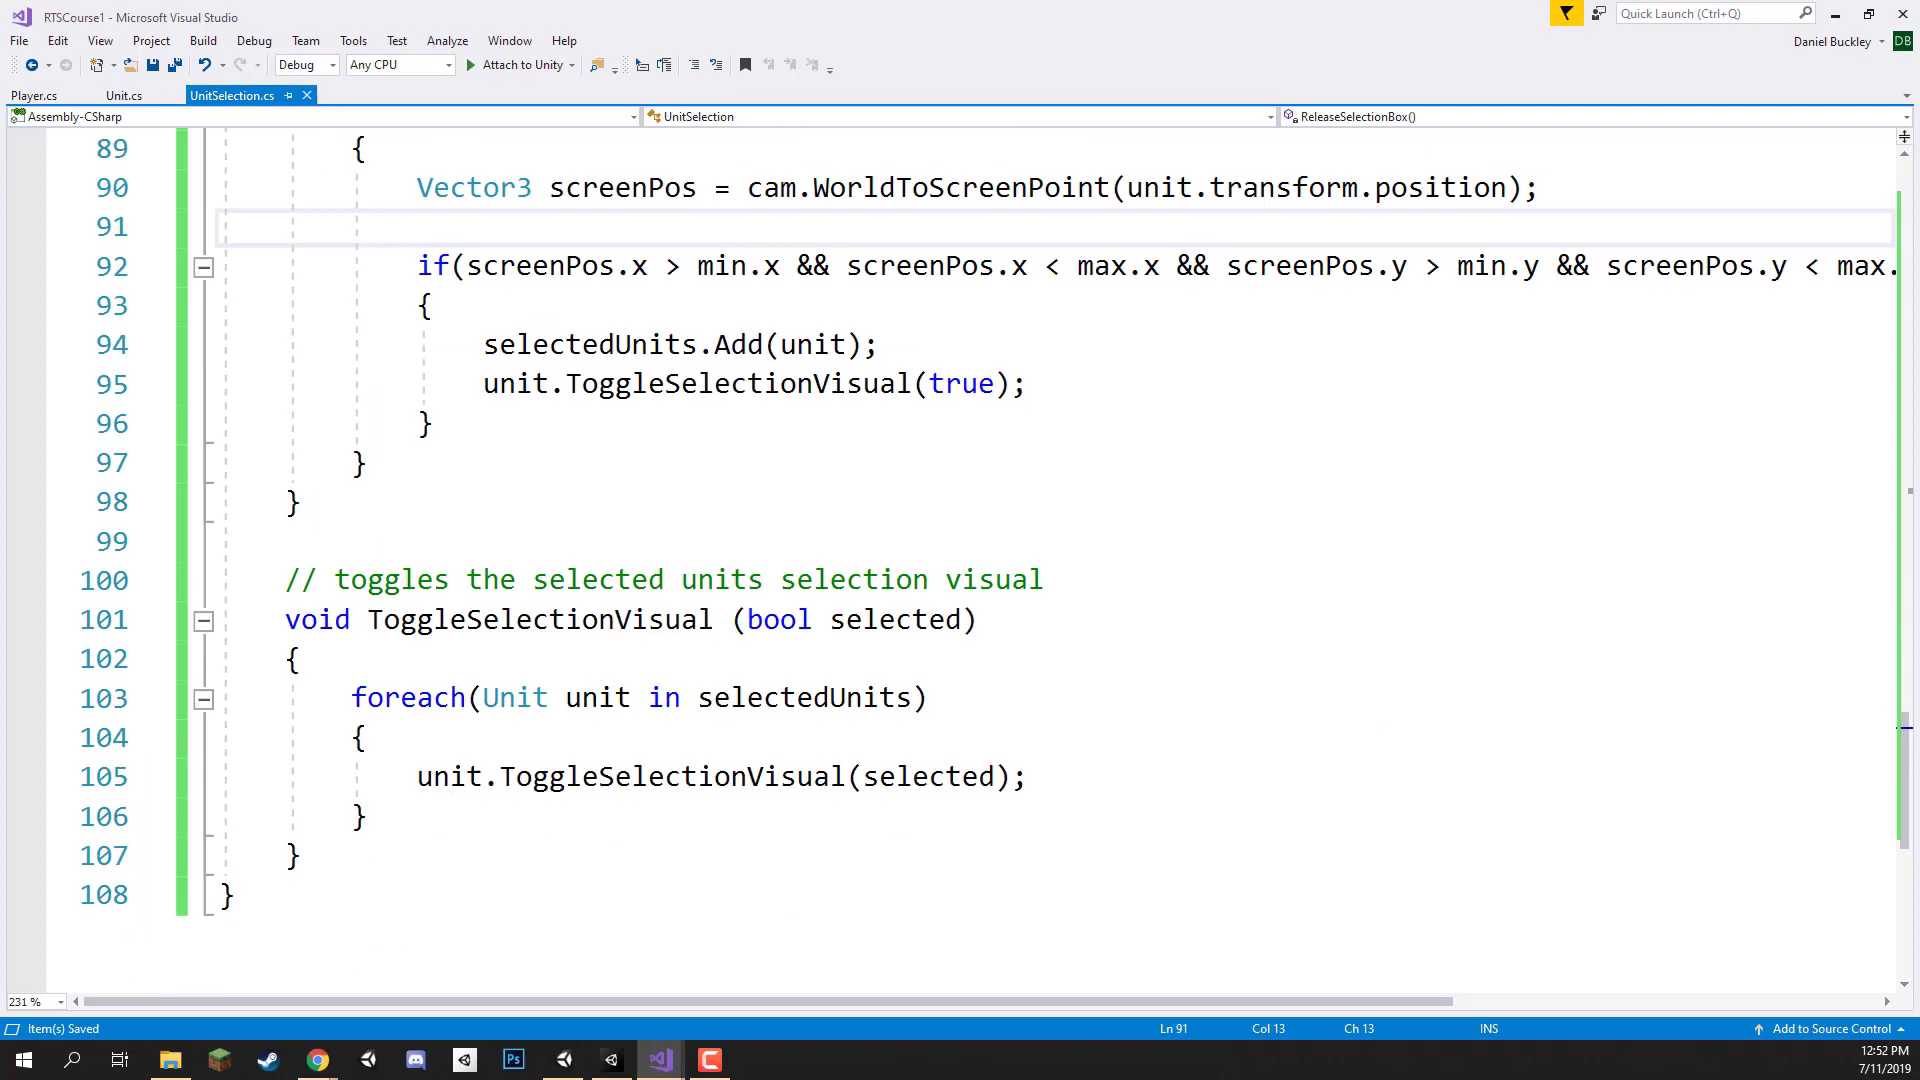 RTSCourse1 - Microsoft Visual Studio
Quick Launch (Ctrl+Q)
File Edit View Project Build Debug Team Tools Test Analyze Window Help
Daniel Buckley DB
Debug Any CPU Attach to Unity
Player.cs Unit.cs UnitSelection.cs
Assembly-CSharp UnitSelection ReleaseSelectionBox()
89 {
90 Vector3 screenPos = cam.WorldToScreenPoint(unit.transform.position);
91
92 if(screenPos.x > min.x && screenPos.x < max.x && screenPos.y > min.y && screenPos.y < max.
93 {
94 selectedUnits.Add(unit);
95 unit.ToggleSelectionVisual(true);
96 }
97 }
98 }
99
100 // toggles the selected units selection visual
101 void ToggleSelectionVisual (bool selected)
102 {
103 foreach(Unit unit in selectedUnits)
104 {
105 unit.ToggleSelectionVisual(selected);
106 }
107 }
108 }
231 %
Item(s) Saved Ln 91 Col 13 Ch 13 INS Add to Source Control
Ps
12:52 PM
7/11/2019